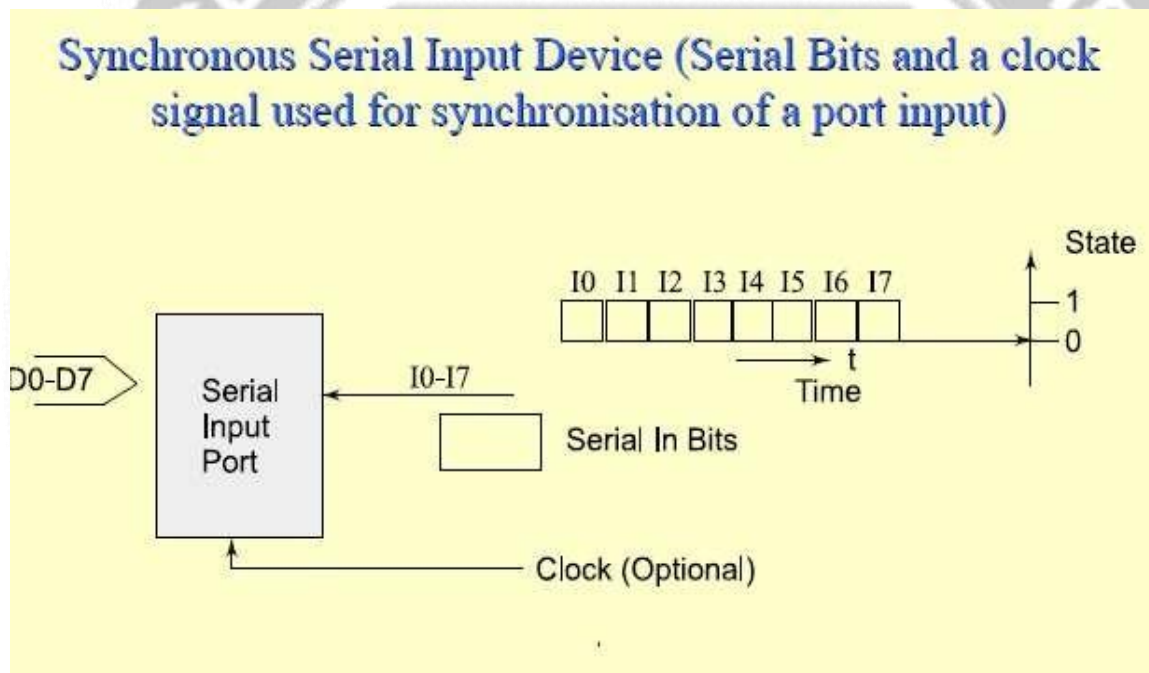 Synchronous Serial Input Device (Serial Bits and a clock
signal used for synchronisation of a port input)
State
I0 I1 I2 I3 I4 I5 I6 I7
1
0
t
Time
D0-D7
I0-I7
Serial
Input
Port
Serial In Bits
Clock (Optional)